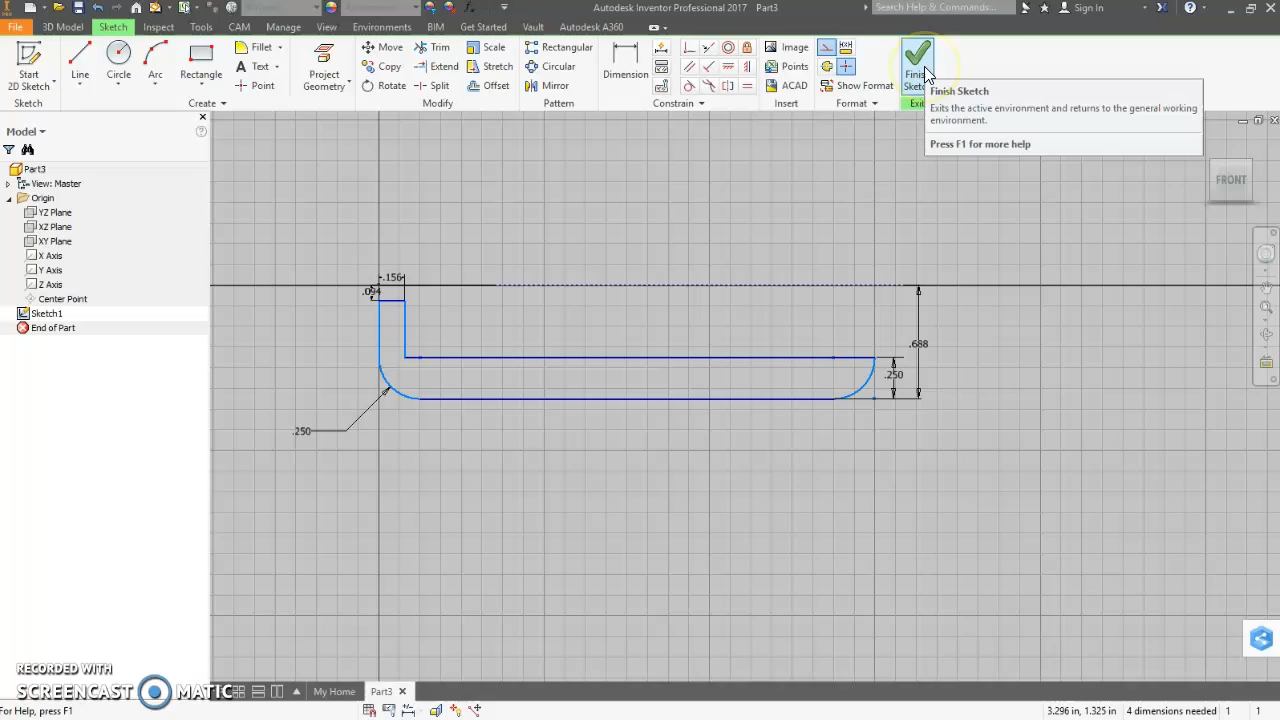 Autodesk Inventor Professional 2017 Part3
Search Help & Commands...
Sign In
File 3D Model Sketch Inspect Tools CAM Manage View Environments BIM Get Started Vault Autodesk A360
Start
2D Sketch
Line
Circle
Arc
Rectangle
Fillet
Text
Point
Project
Geometry
Move
Copy
Rotate
Trim
Extend
Split
Scale
Stretch
Offset
Rectangular
Circular
Mirror
Dimension
Image
Points
ACAD
Show Format
Sketch Create Modify Pattern Constrain Insert Format
Finish Sketch
Exits the active environment and returns to the general working
environment.
Press F1 for more help
Model
Part3
View: Master
Origin
YZ Plane
XZ Plane
XY Plane
X Axis
Y Axis
Z Axis
Center Point
Sketch1
End of Part
FRONT
.156
.094
.688
.250
.250
RECORDED WITH
SCREENCAST MATIC
My Home Part3
For Help, press F1
3.296 in, 1.325 in 4 dimensions needed 1 1